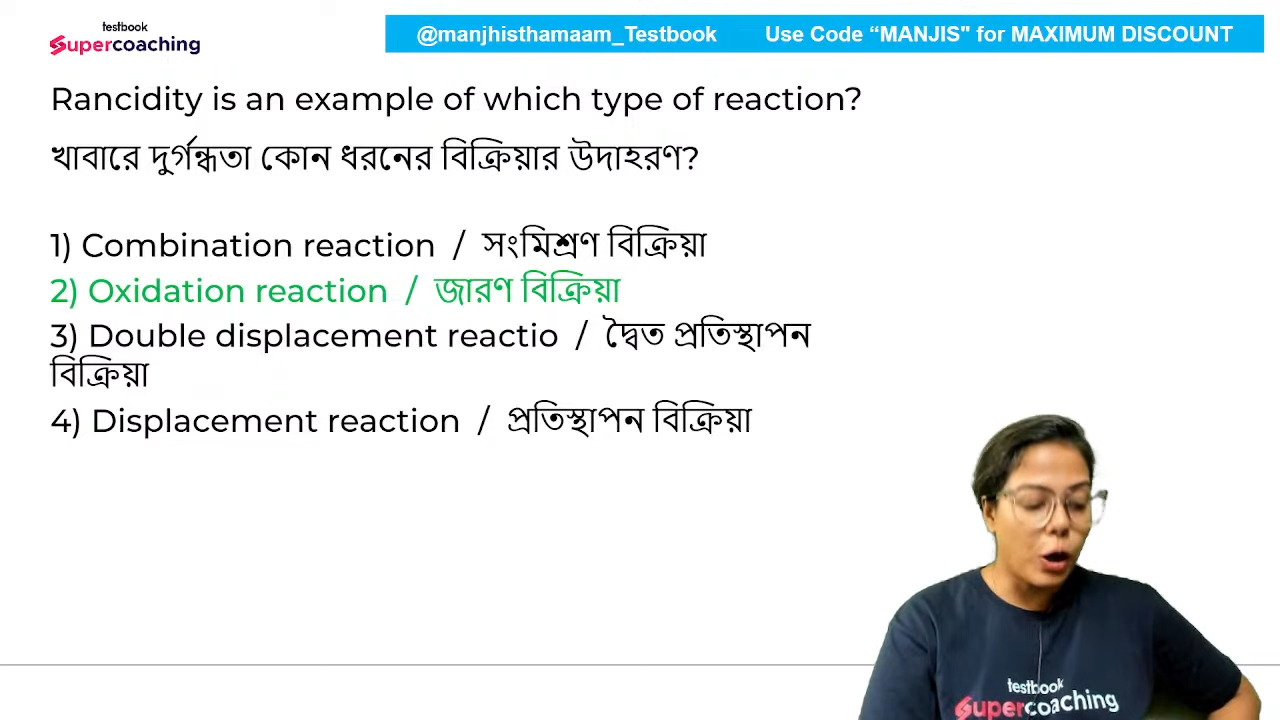 testbook
Supercoaching
@manjhisthamaam_Testbook Use Code “MANJIS" for MAXIMUM DISCOUNT
Rancidity is an example of which type of reaction?
খাবারে দুর্গন্ধতা কোন ধরনের বিক্রিয়ার উদাহরণ?
1) Combination reaction / সংমিশ্রণ বিক্রিয়া
2) Oxidation reaction / জারণ বিক্রিয়া
3) Double displacement reactio / দ্বৈত প্রতিস্থাপন
বিক্রিয়া
4) Displacement reaction / প্রতিস্থাপন বিক্রিয়া
testbook
Supercoaching